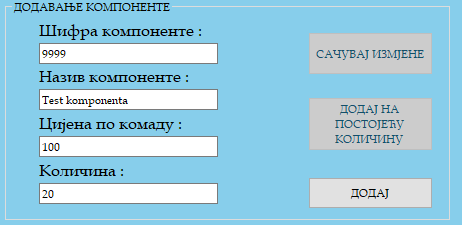 ДОДАВАЊЕ КОМПОНЕНТЕ
Шифра компоненте :
9999
Назив компоненте :
Test komponenta
Цијена по комаду :
100
Количина :
20
САЧУВАЈ ИЗМЈЕНЕ
ДОДАЈ НА
ПОСТОЈЕЋУ
КОЛИЧИНУ
ДОДАЈ